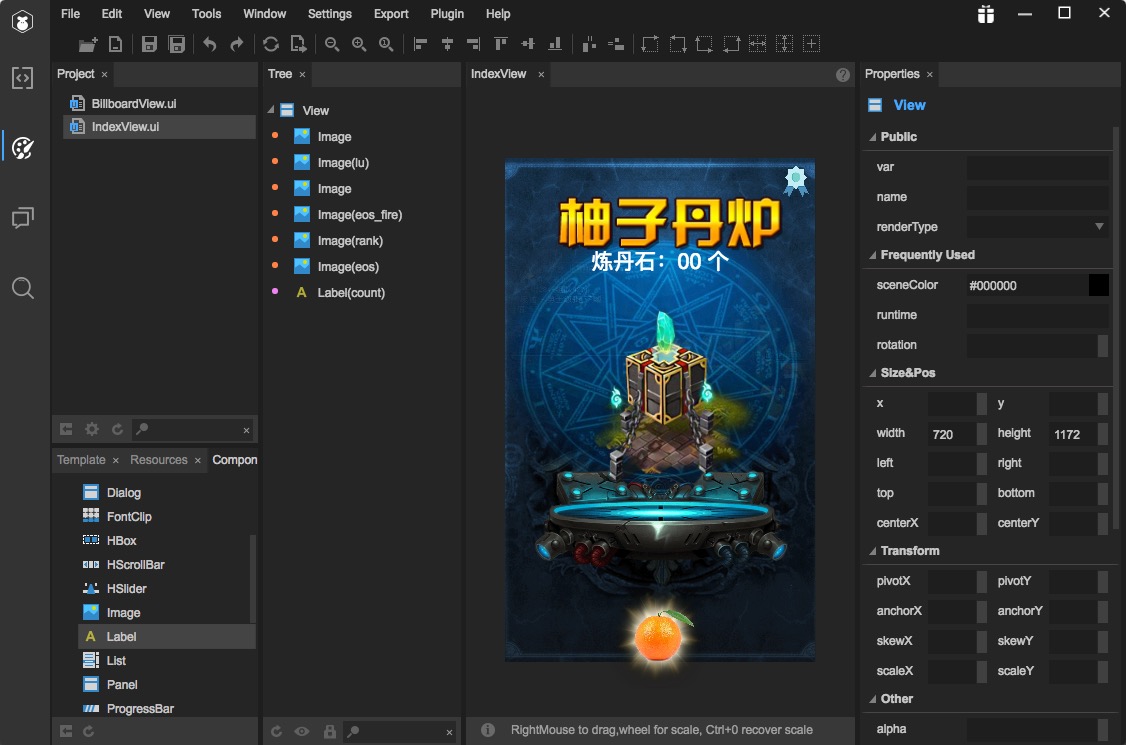 File Edit View Tools Window Settings Export Plugin Help
Project × Tree × IndexView × Properties ×
BillboardView.ui
IndexView.ui
×
Template × Resources × Compon
Dialog
FontClip
HBox
HScrollBar
HSlider
Image
Label
List
Panel
ProgressBar
View
Image
Image(lu)
Image
Image(eos_fire)
Image(rank)
Image(eos)
A Label(count)
×
柚子丹炉
炼丹石：00 个
RightMouse to drag,wheel for scale, Ctrl+0 recover scale
View
Public
var
name
renderType
Frequently Used
sceneColor #000000
runtime
rotation
Size&Pos
x y
width 720 height 1172
left right
top bottom
centerX centerY
Transform
pivotX pivotY
anchorX anchorY
skewX skewY
scaleX scaleY
Other
alpha